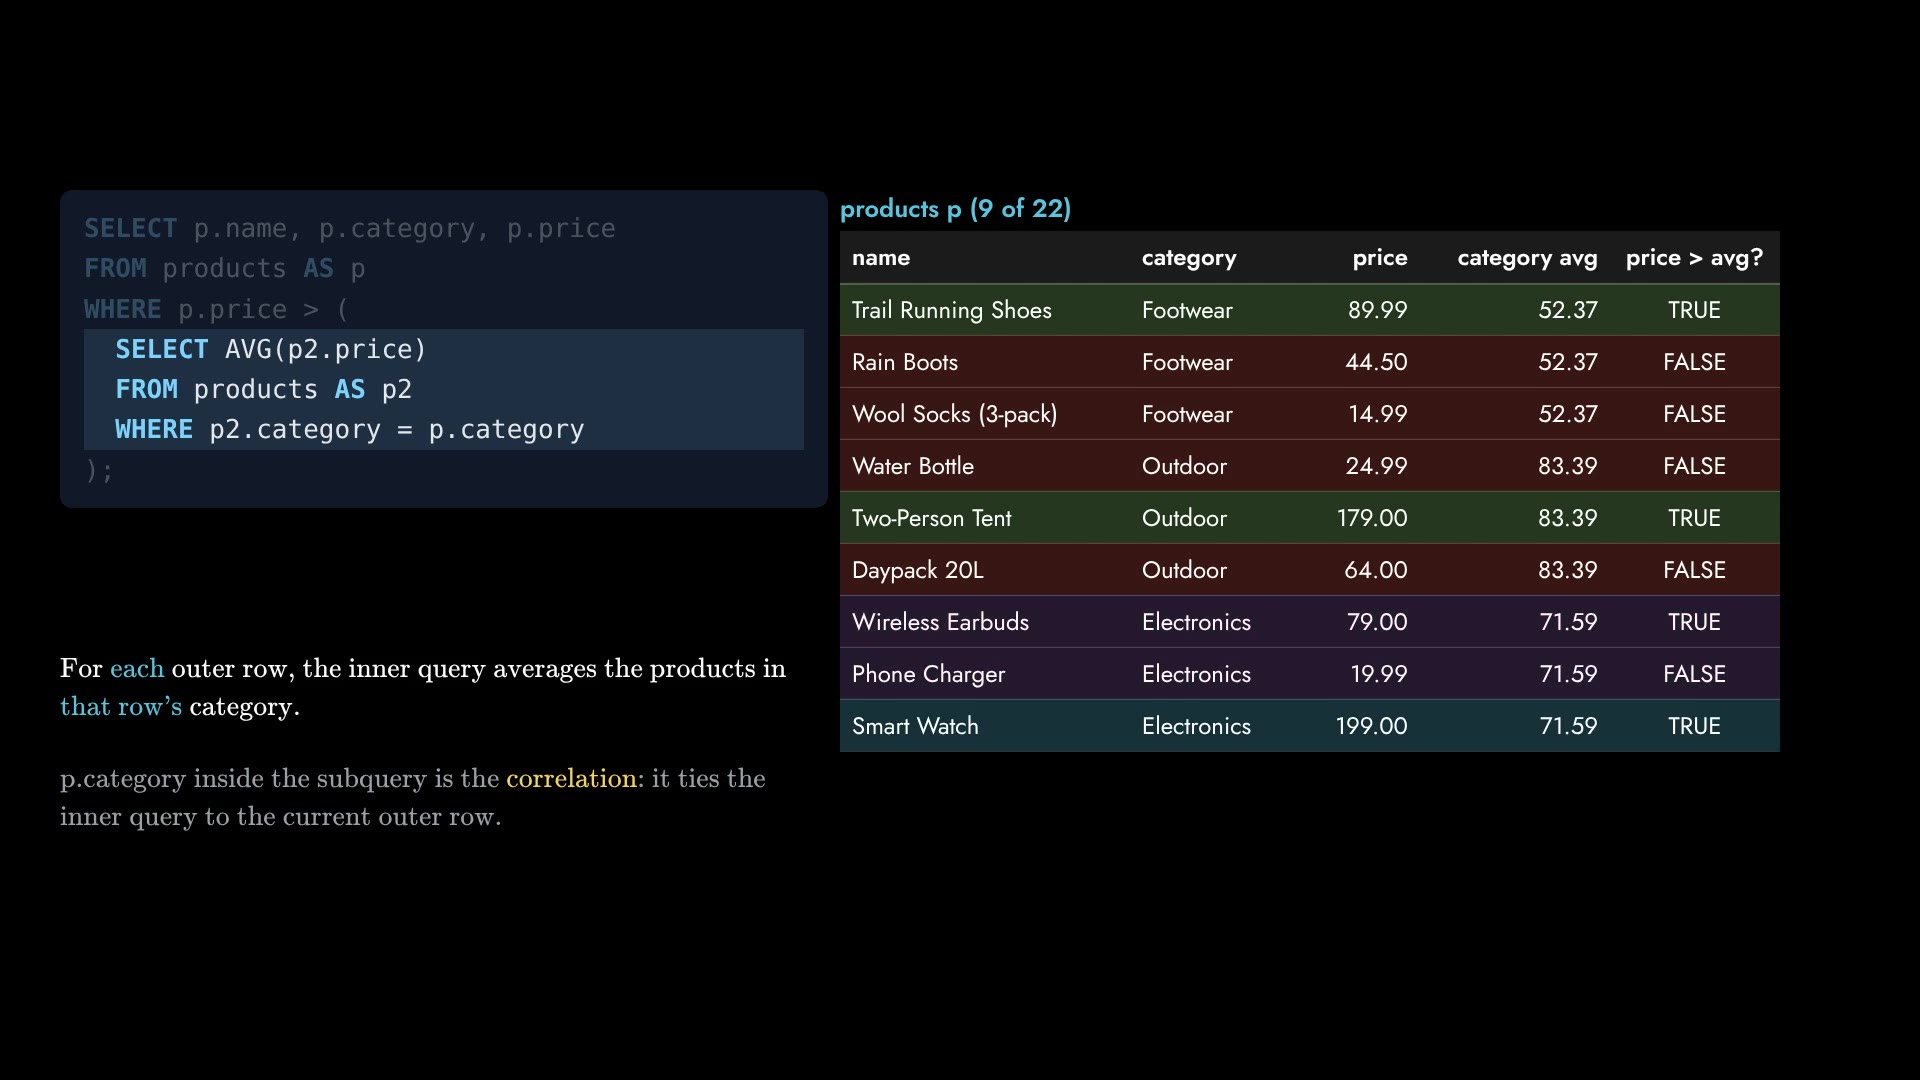 SELECT p.name, p.category, p.price
FROM products AS p
WHERE p.price > (
SELECT AVG(p2.price)
FROM products AS p2
WHERE p2.category = p.category
);
For each outer row, the inner query averages the products in
that row's category.
p.category inside the subquery is the correlation: it ties the
inner query to the current outer row.
products p (9 of 22)
name category price category avg price > avg?
Trail Running Shoes Footwear 89.99 52.37 TRUE
Rain Boots Footwear 44.50 52.37 FALSE
Wool Socks (3-pack) Footwear 14.99 52.37 FALSE
Water Bottle Outdoor 24.99 83.39 FALSE
Two-Person Tent Outdoor 179.00 83.39 TRUE
Daypack 20L Outdoor 64.00 83.39 FALSE
Wireless Earbuds Electronics 79.00 71.59 TRUE
Phone Charger Electronics 19.99 71.59 FALSE
Smart Watch Electronics 199.00 71.59 TRUE